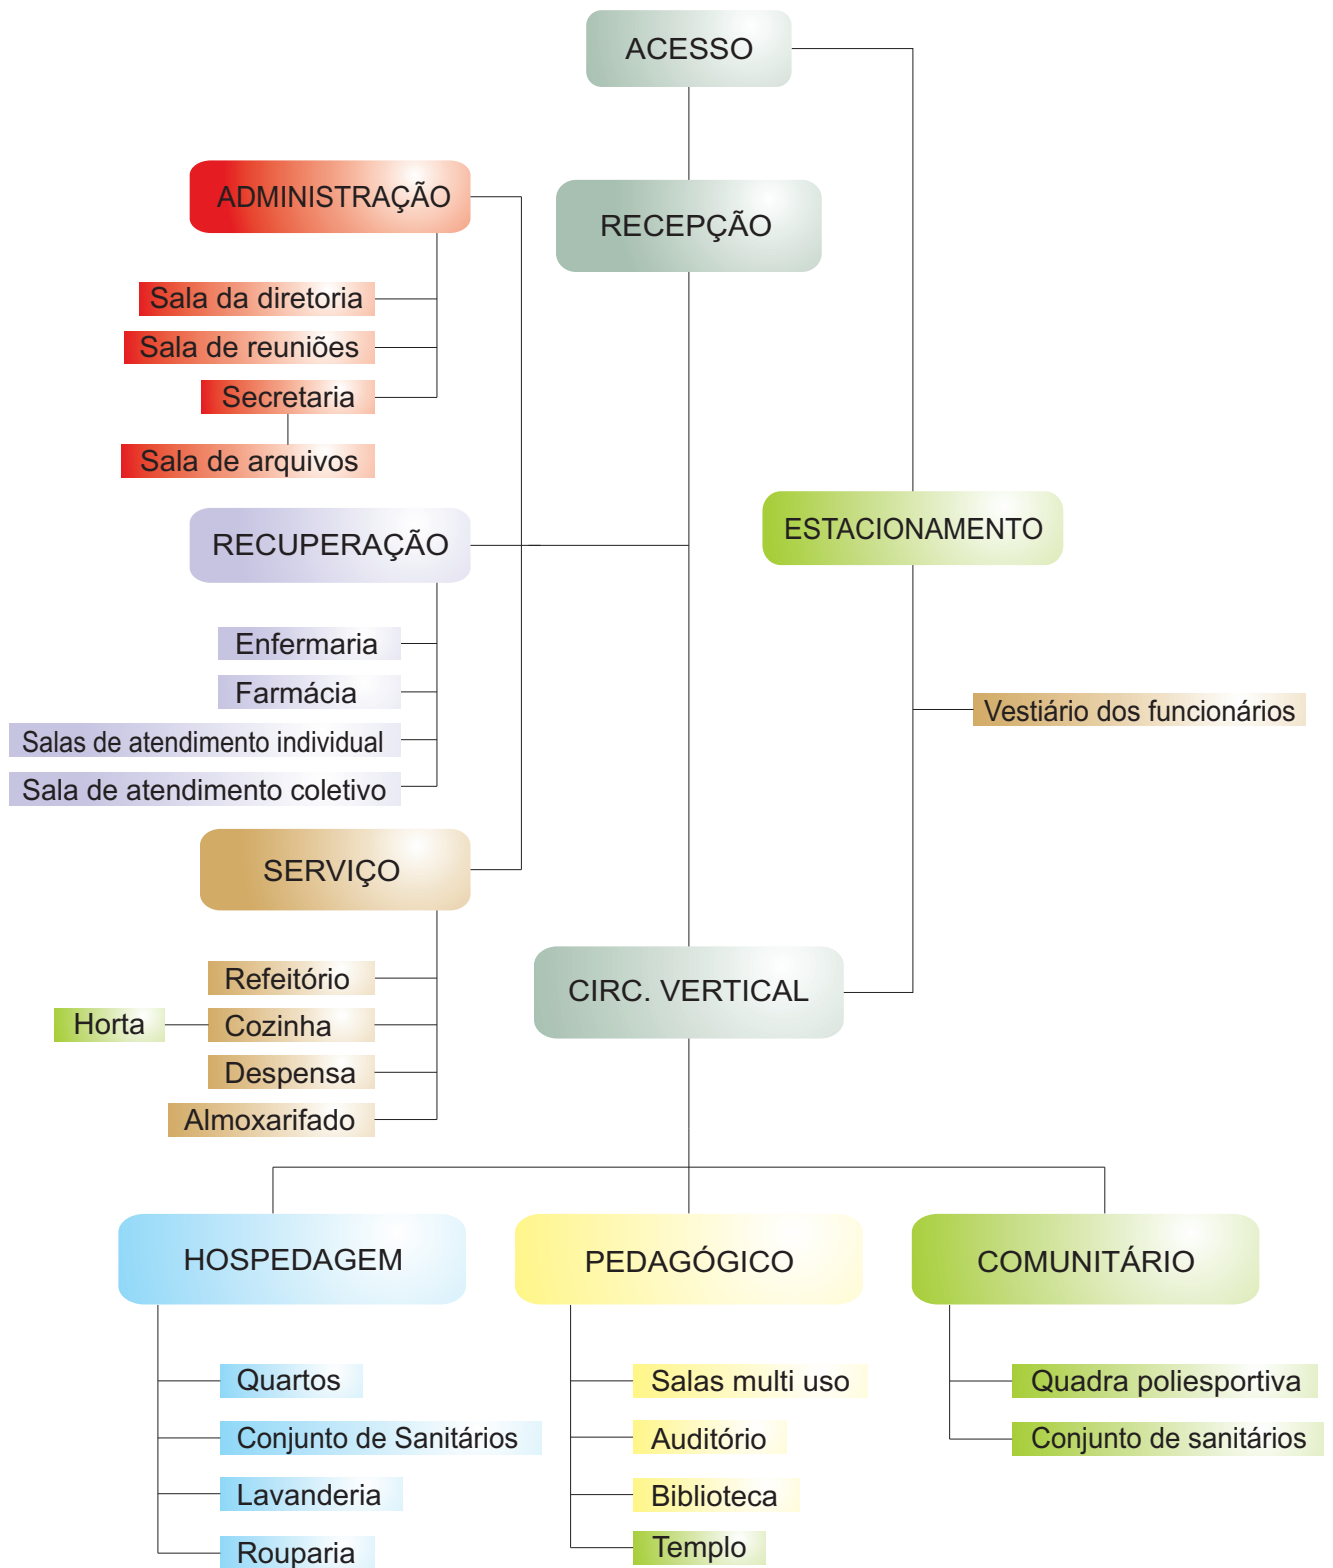 ACESSO
ADMINISTRAÇÃO
RECEPÇÃO
Sala da diretoria
Sala de reuniões
Secretaria
Sala de arquivos
RECUPERAÇÃO
ESTACIONAMENTO
Enfermaria
Farmácia
Salas de atendimento individual
Sala de atendimento coletivo
Vestiário dos funcionários
SERVIÇO
CIRC. VERTICAL
Refeitório
Horta
Cozinha
Despensa
Almoxarifado
HOSPEDAGEM
PEDAGÓGICO
COMUNITÁRIO
Quartos
Conjunto de Sanitários
Lavanderia
Rouparia
Salas multi uso
Auditório
Biblioteca
Templo
Quadra poliesportiva
Conjunto de sanitários